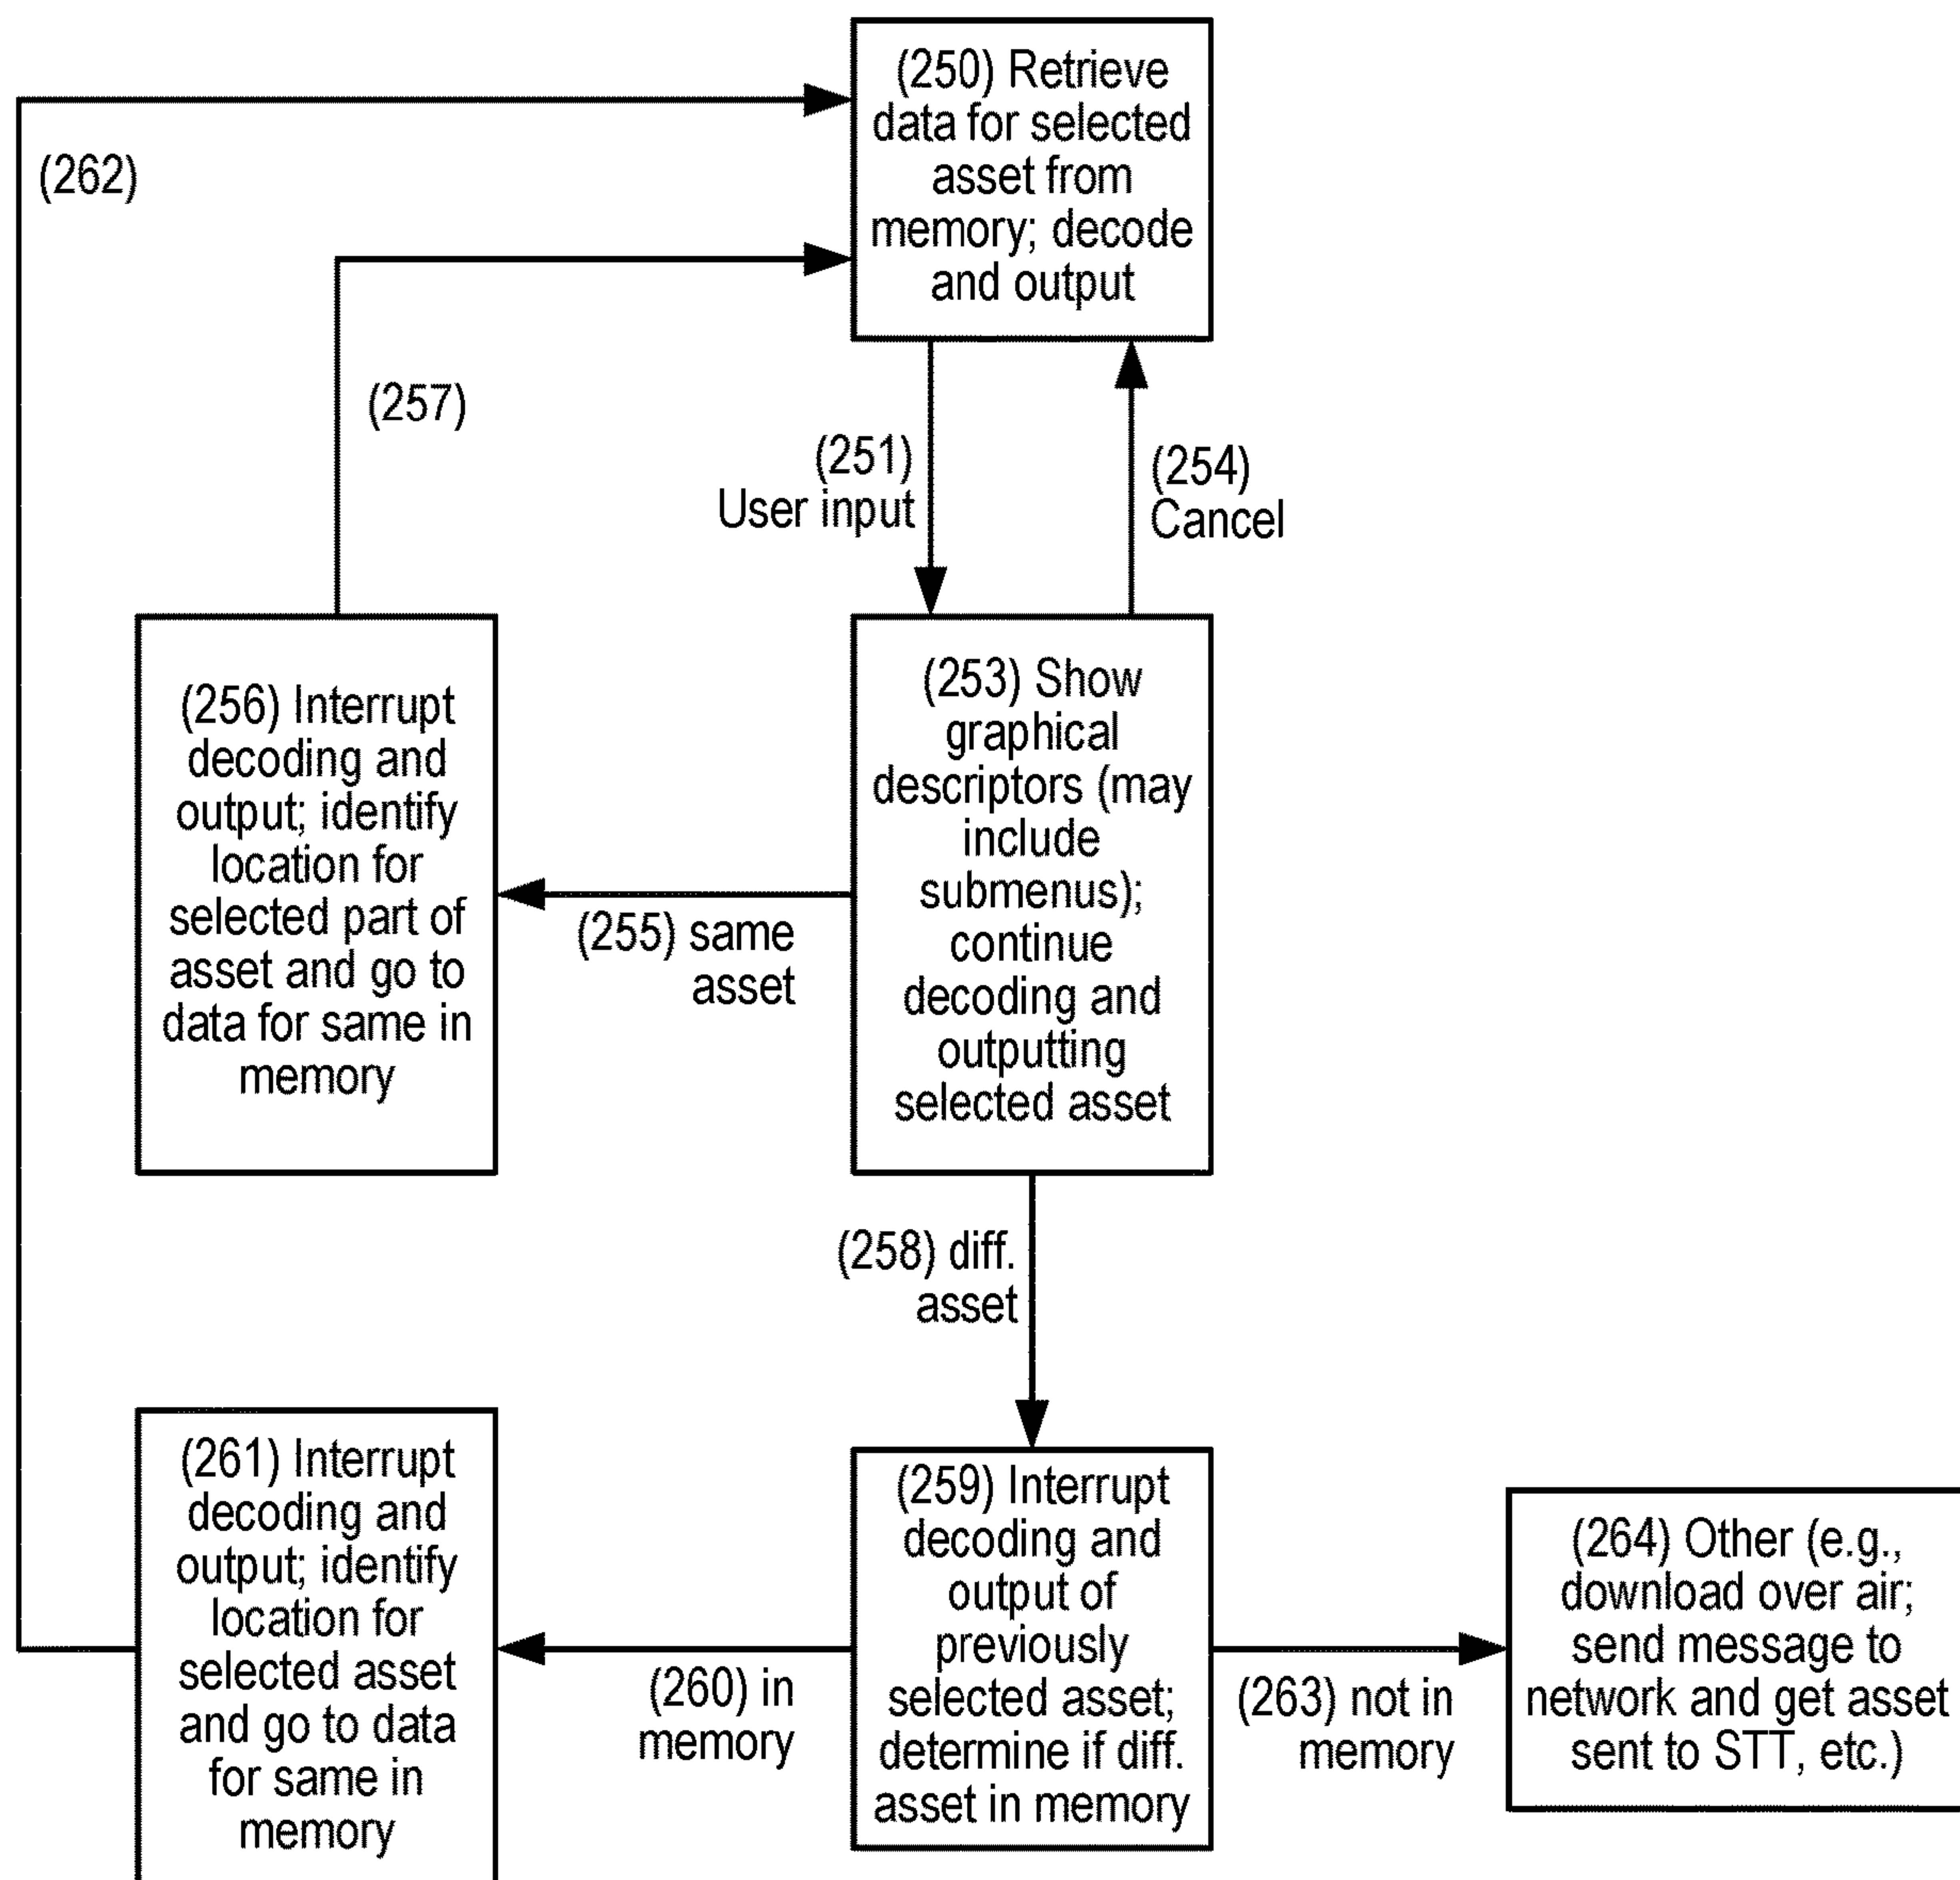 (250) Retrieve
data for selected
asset from
memory; decode
and output
(262)
(257)
(251)
User input
(254)
Cancel
(256) Interrupt
decoding and
output; identify
location for
selected part of
asset and go to
data for same in
memory
(253) Show
graphical
descriptors (may
include
submenus);
continue
decoding and
outputting
selected asset
(255) same
asset
(258) diff.
asset
(261) Interrupt
decoding and
output; identify
location for
selected asset
and go to data
for same in
memory
(259) Interrupt
decoding and
output of
previously
selected asset;
determine if diff.
asset in memory
(260) in
memory
(263) not in
memory
(264) Other (e.g.,
download over air;
send message to
network and get asset
sent to STT, etc.)